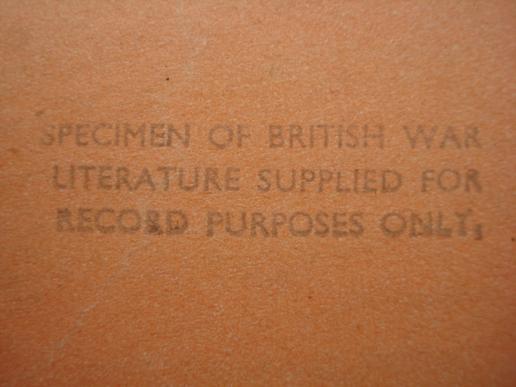 SPECIMEN OF BRITISH WAR
LITERATURE SUPPLIED FOR
RECORD PURPOSES ONLY.